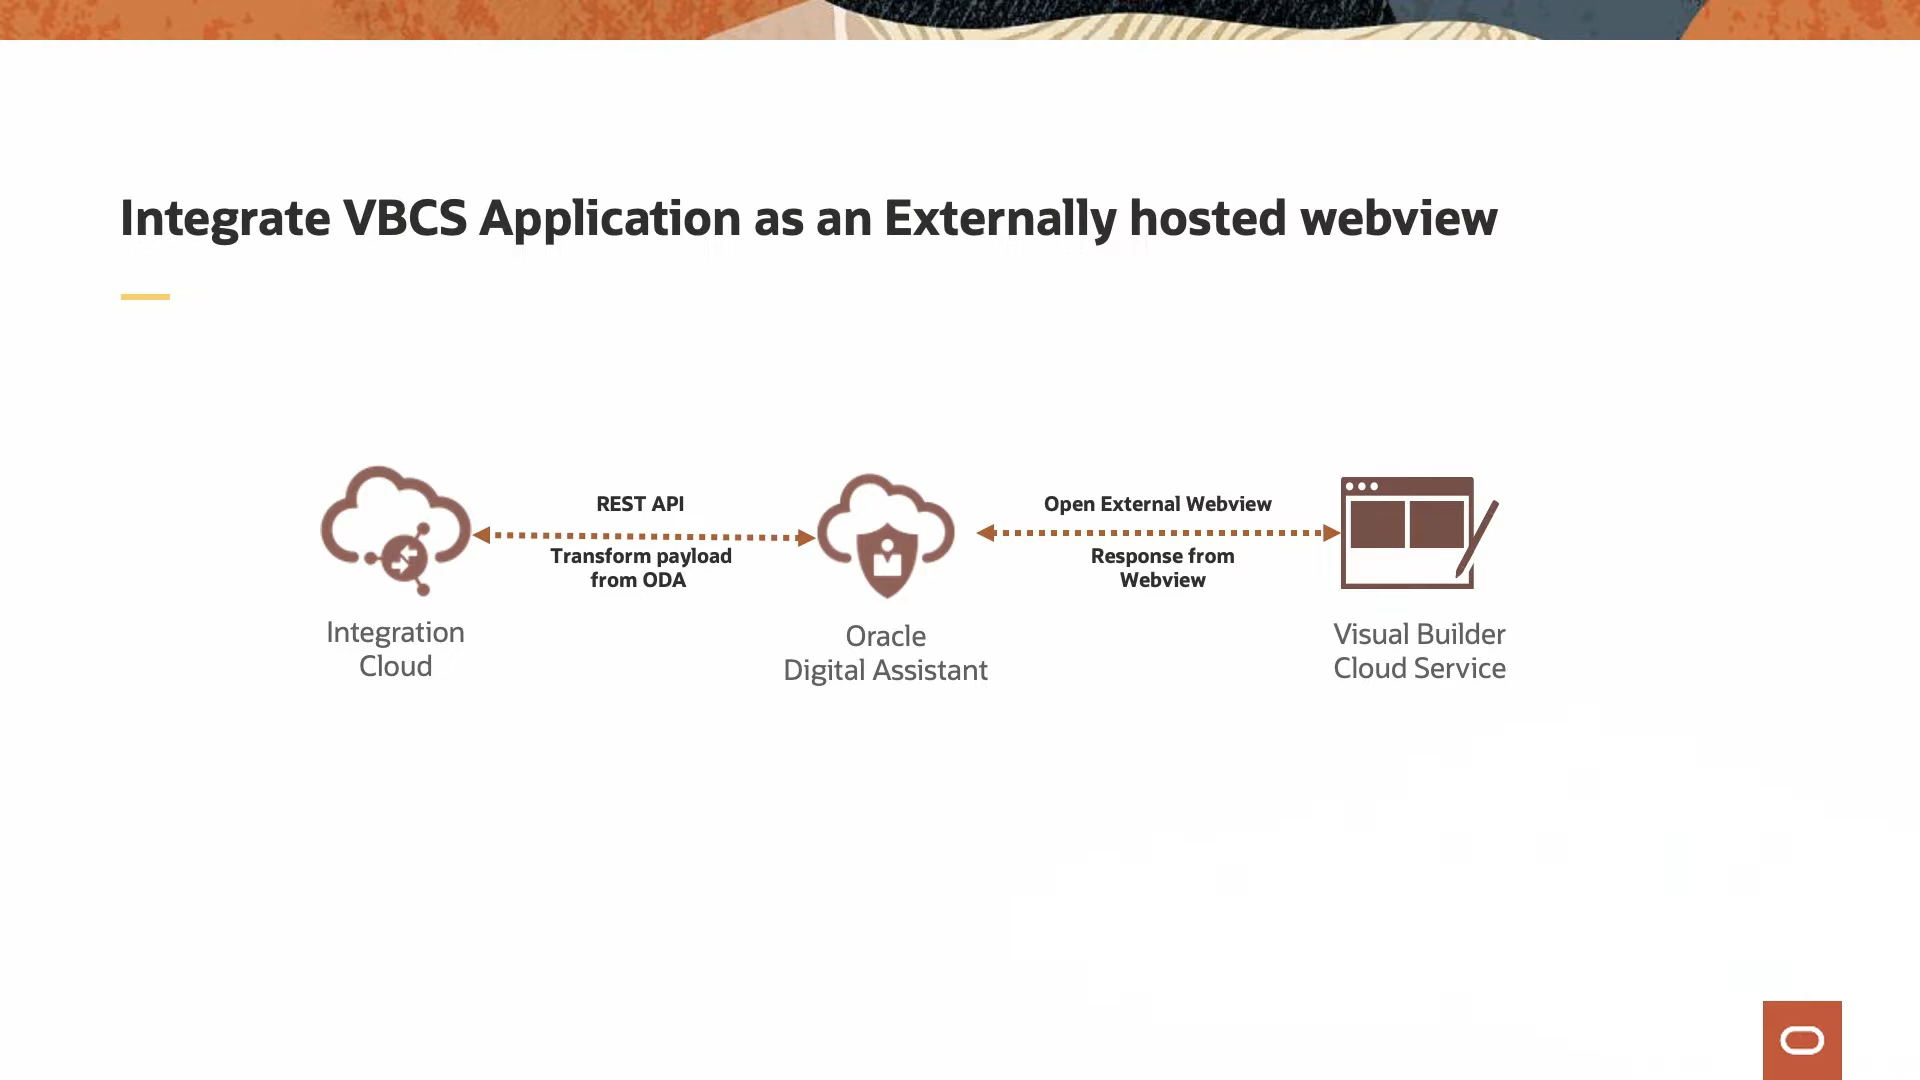 Integrate VBCS Application as an Externally hosted webview
REST API
Transform payload
from ODA
Open External Webview
Response from
Webview
Integration
Cloud
Oracle
Digital Assistant
Visual Builder
Cloud Service